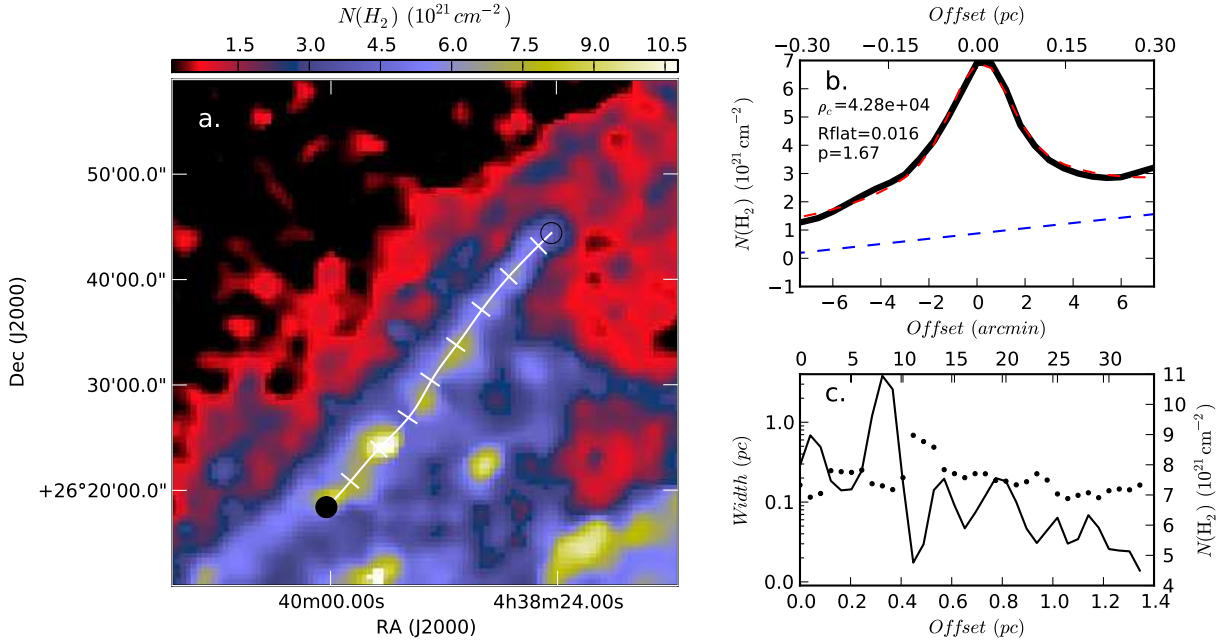 N(H₂) (10²¹ cm⁻²)
1.5 3.0 4.5 6.0 7.5 9.0 10.5
a.
50'00.0"
40'00.0"
30'00.0"
+26°20'00.0"
Dec (J2000)
40m00.00s 4h38m24.00s
RA (J2000)
Offset (pc)
−0.30 −0.15 0.00 0.15 0.30
b.
ρc=4.28e+04
Rflat=0.016
p=1.67
7
6
5
4
3
2
1
0
−1
N(H₂) (10²¹ cm⁻²)
−6 −4 −2 0 2 4 6
Offset (arcmin)
0 5 10 15 20 25 30
c.
1.0
0.1
0.0
Width (pc)
11
10
9
8
7
6
5
4
N(H₂) (10²¹ cm⁻²)
0.0 0.2 0.4 0.6 0.8 1.0 1.2 1.4
Offset (pc)